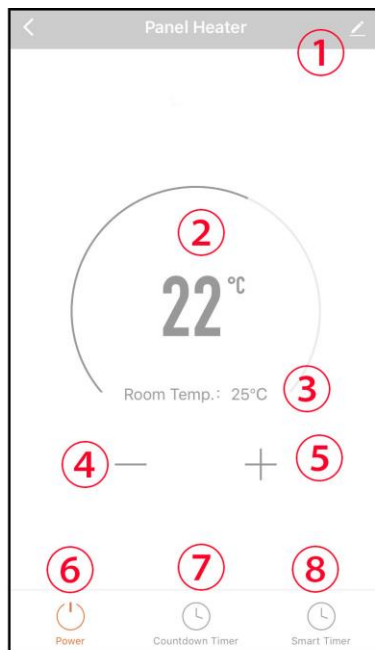 Panel Heater
①
②
22 °C
Room Temp.: 25°C ③
④ — + ⑤
⑥ ⑦ ⑧
Power Countdown Timer Smart Timer